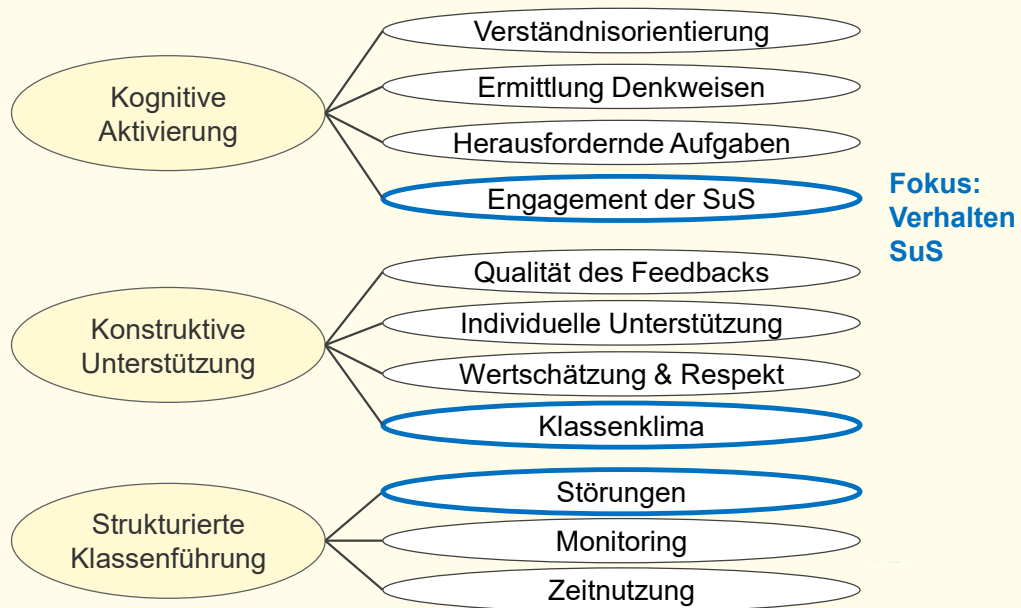 Kognitive
Aktivierung
Verständnisorientierung
Ermittlung Denkweisen
Herausfordernde Aufgaben
Engagement der SuS
Fokus:
Verhalten
SuS
Konstruktive
Unterstützung
Qualität des Feedbacks
Individuelle Unterstützung
Wertschätzung & Respekt
Klassenklima
Strukturierte
Klassenführung
Störungen
Monitoring
Zeitnutzung